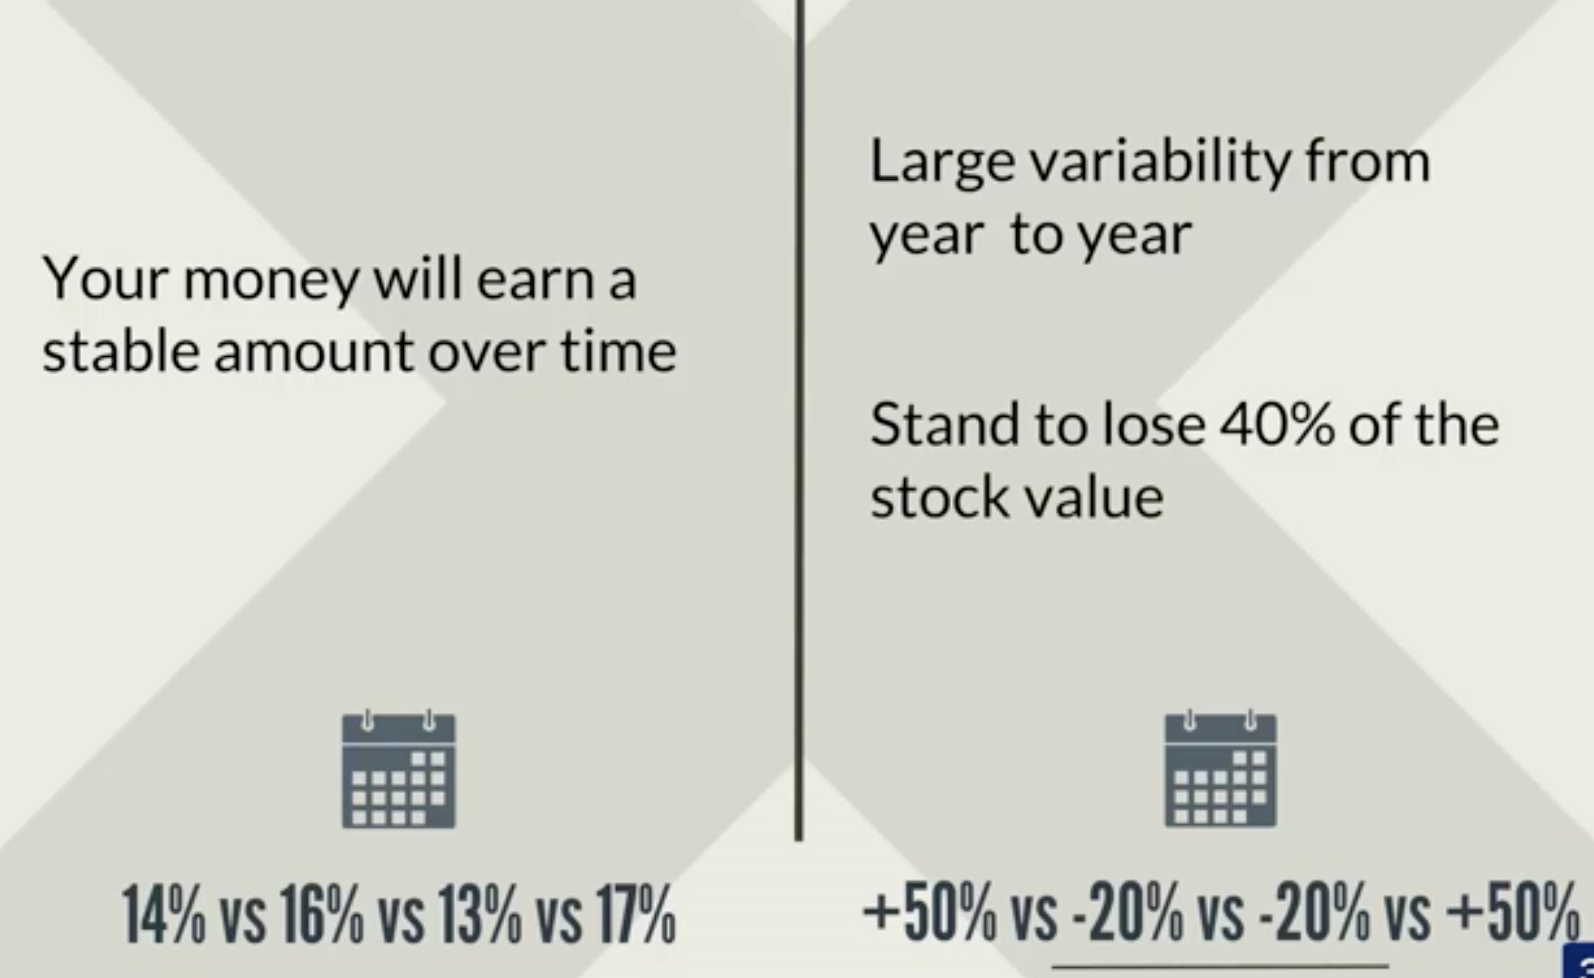 Your money will earn a
stable amount over time
14% vs 16% vs 13% vs 17%
Large variability from
year  to year
Stand to lose 40% of the
stock value
+50% vs -20% vs -20% vs +50%